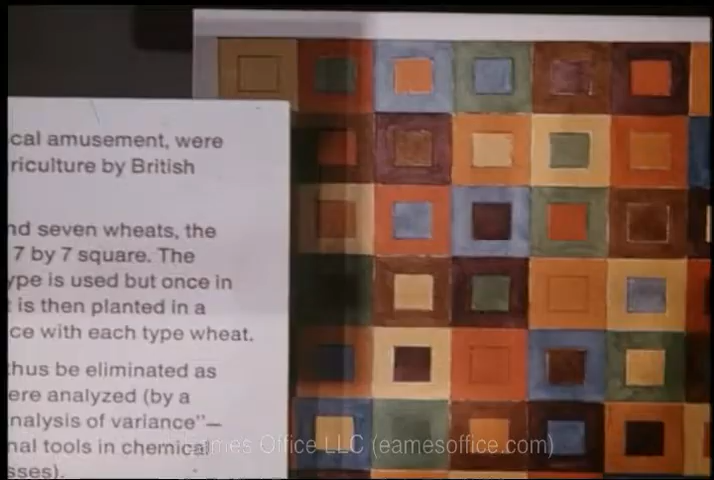 cal amusement, were
riculture by British
nd seven wheats, the
7 by 7 square. The
ype is used but once in
is then planted in a
ce with each type wheat.
thus be eliminated as
ere analyzed (by a
nalysis of variance"—
nal tools in chemical
sses).
Eames Office LLC (eamesoffice.com)